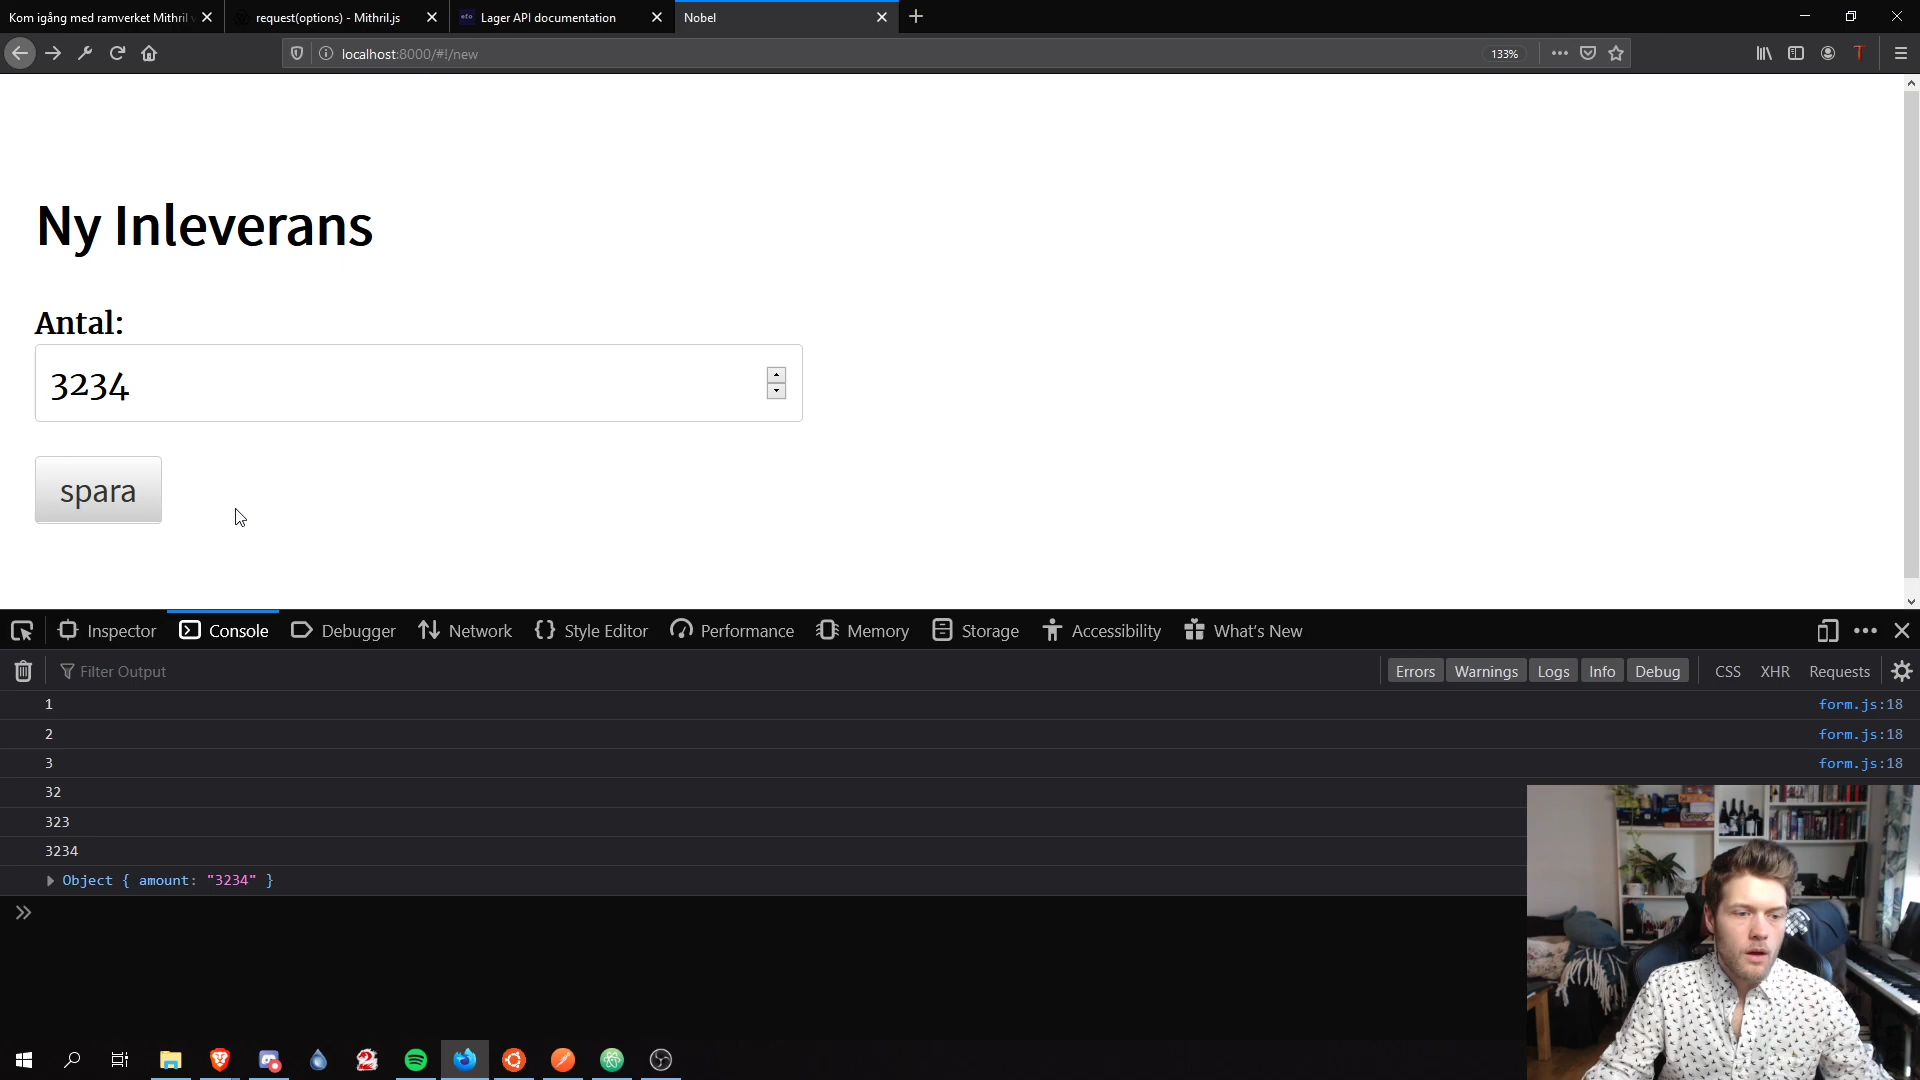 Kom igång med ramverket Mithril v
request(options) - Mithril.js
Lager API documentation
Nobel
localhost:8000/#!/new
133%
Ny Inleverans
Antal:
3234
spara
Inspector
Console
Debugger
Network
Style Editor
Performance
Memory
Storage
Accessibility
What's New
Filter Output
Errors
Warnings
Logs
Info
Debug
CSS
XHR
Requests
1
form.js:18
2
form.js:18
3
form.js:18
32
323
3234
Object { amount: "3234" }